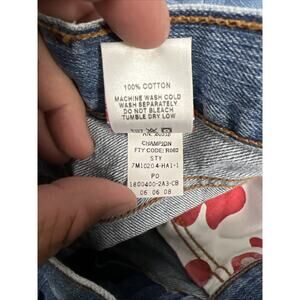 100% COTTON
MACHINE WASH COLD
WASH SEPARATELY
DO NOT BLEACH
TUMBLE DRY LOW
CHAMPION
FTY CODE: R002
STY
7M10204-HA1-1
PO
1800400-2A3-CB
06 06 08